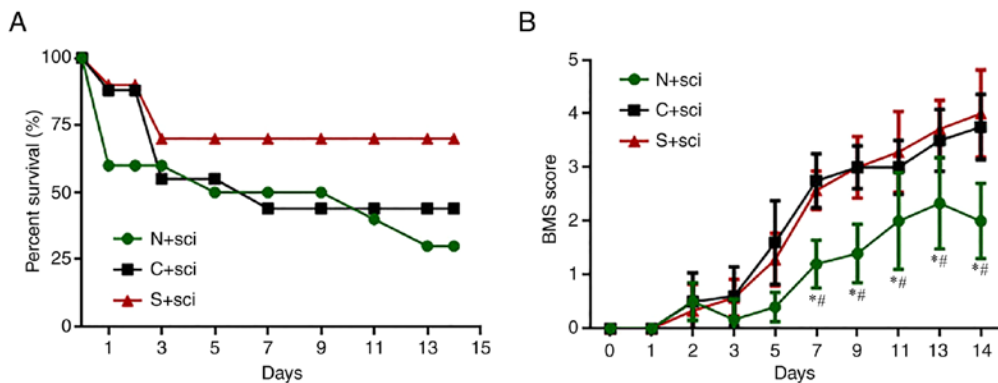 A
Percent survival (%)
100
75
50
25
0
N+sci
C+sci
S+sci
1 3 5 7 9 11 13 15
Days
B
BMS score
5
4
3
2
1
0
N+sci
C+sci
S+sci
*# *# *# *# *#
0 1 2 3 5 7 9 11 13 14
Days